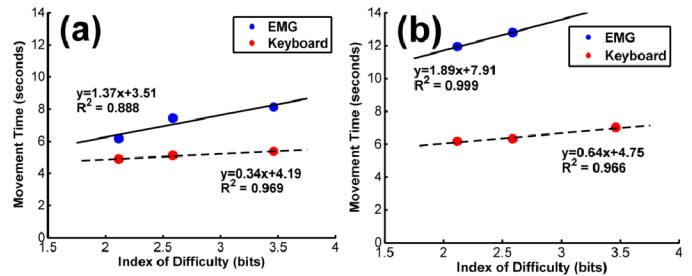 (a)
EMG
Keyboard
y=1.37x+3.51
R² = 0.888
y=0.34x+4.19
R² = 0.969
14
12
10
8
6
4
2
0
1.5 2 2.5 3 3.5 4
Movement Time (seconds)
Index of Difficulty (bits)
(b)
EMG
Keyboard
y=1.89x+7.91
R² = 0.999
y=0.64x+4.75
R² = 0.966
14
12
10
8
6
4
2
0
1.5 2 2.5 3 3.5 4
Movement Time (seconds)
Index of Difficulty (bits)